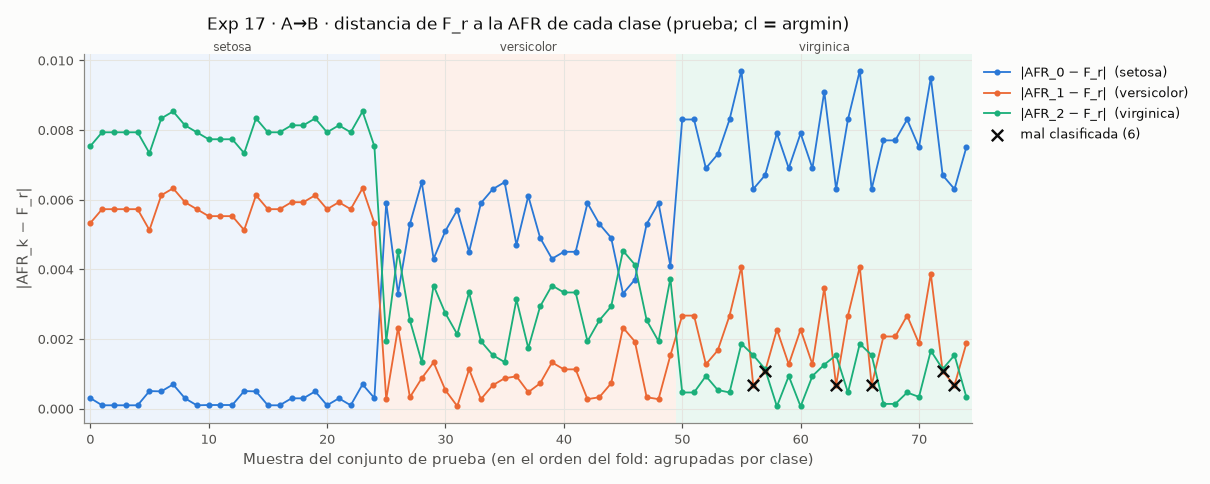 Exp 17 · A→B · distancia de F_r a la AFR de cada clase (prueba; cl = argmin)
setosa versicolor virginica
0.010
0.008
0.006
0.004
0.002
0.000
|AFR_k − F_r|
0 10 20 30 40 50 60 70
Muestra del conjunto de prueba (en el orden del fold: agrupadas por clase)
|AFR_0 − F_r| (setosa)
|AFR_1 − F_r| (versicolor)
|AFR_2 − F_r| (virginica)
mal clasificada (6)